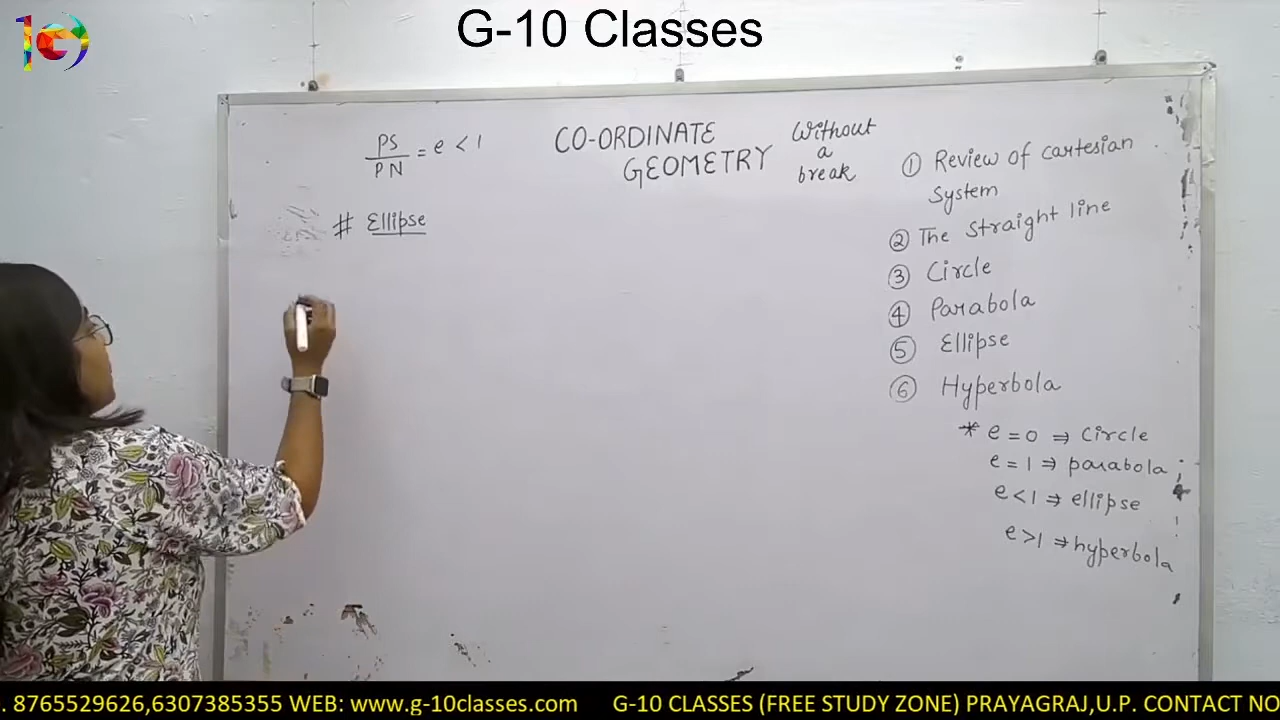 G-10 Classes
PS
PN
= e < 1
# Ellipse
CO-ORDINATE
GEOMETRY
Without
a
break
① Review of cartesian
system
② The straight line
③ Circle
④ Parabola
⑤ Ellipse
⑥ Hyperbola
* e = 0 ⇒ Circle
e = 1 ⇒ parabola
e < 1 ⇒ ellipse
e > 1 ⇒ hyperbola
. 8765529626,6307385355 WEB: www.g-10classes.com G-10 CLASSES (FREE STUDY ZONE) PRAYAGRAJ,U.P. CONTACT NO